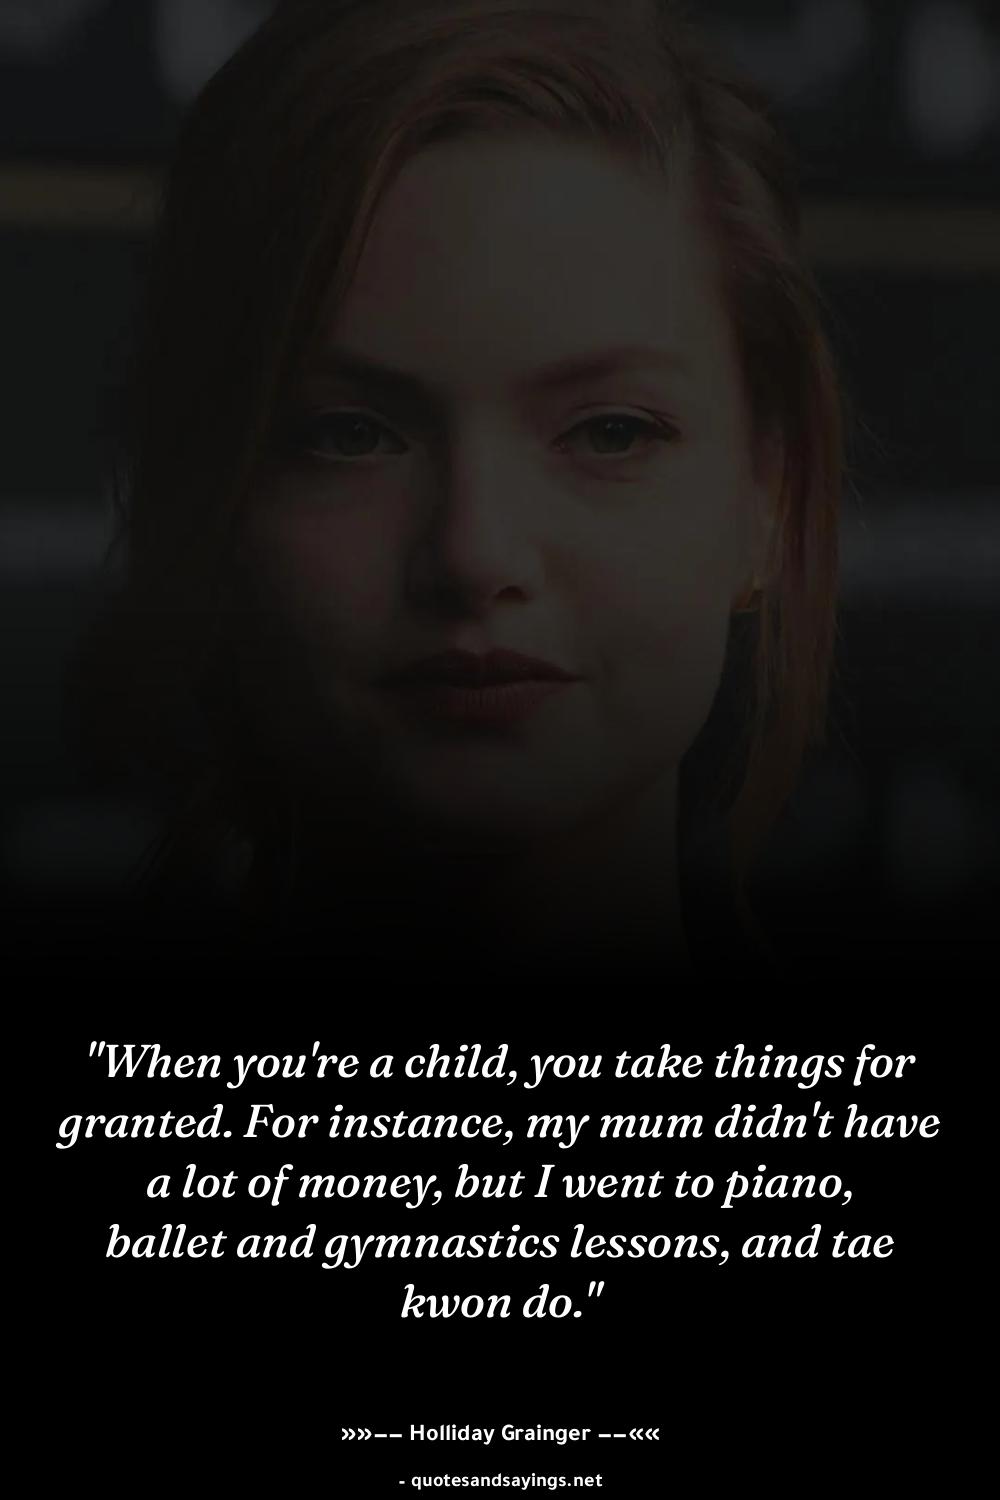 "When you're a child, you take things for
granted. For instance, my mum didn't have
a lot of money, but I went to piano,
ballet and gymnastics lessons, and tae
kwon do."
»»−− Holliday Grainger −−««
- quotesandsayings.net